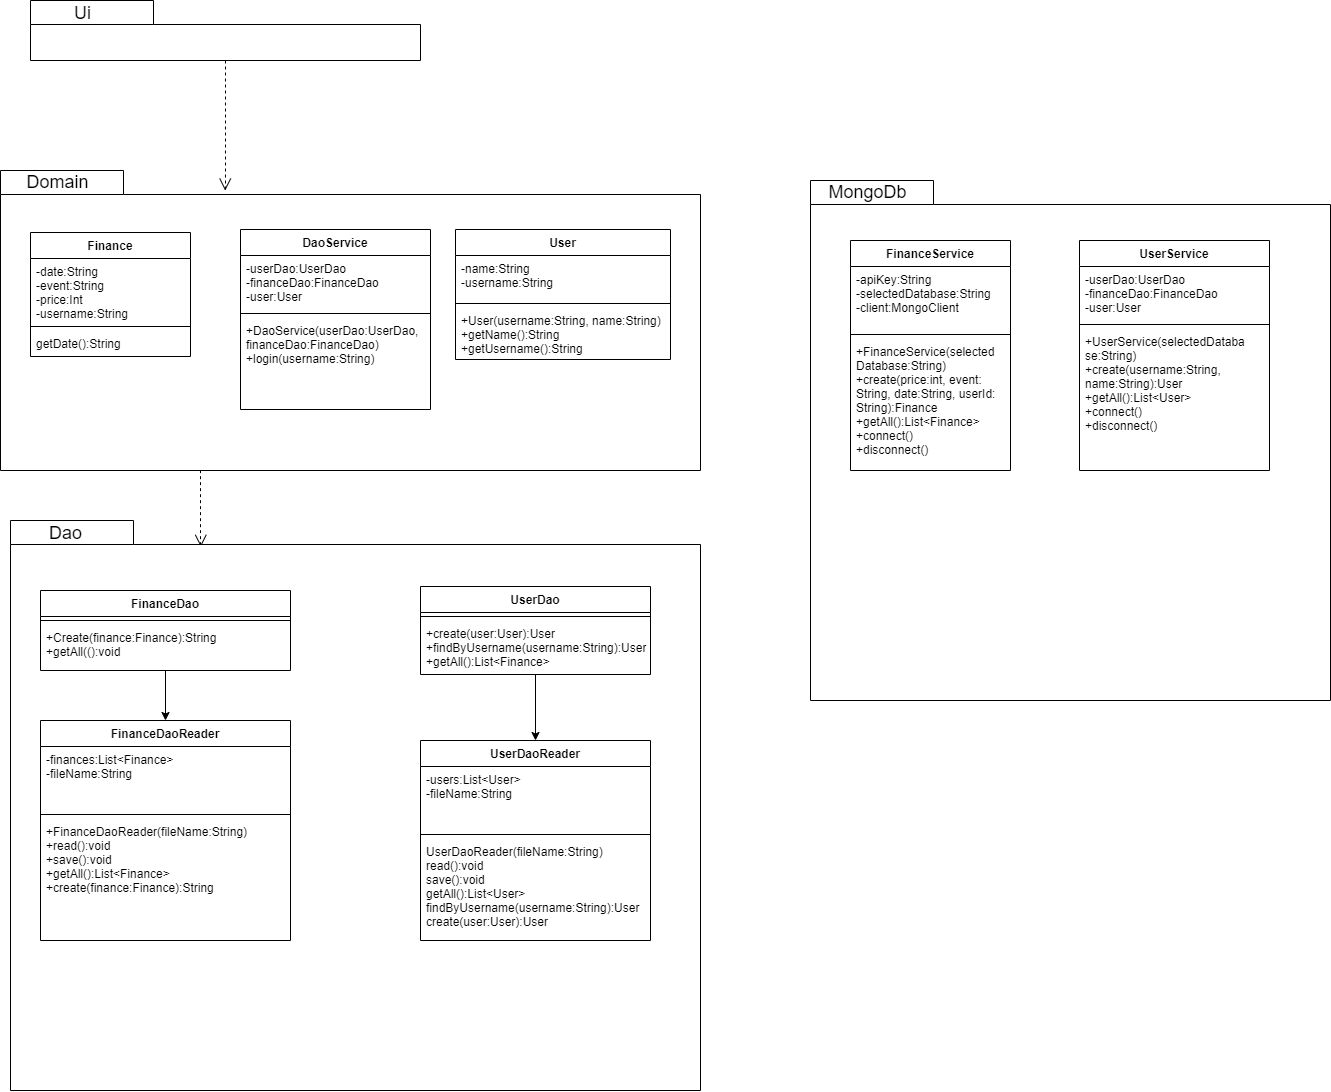 Ui
Domain
Finance
-date:String
-event:String
-price:Int
-username:String
getDate():String
DaoService
-userDao:UserDao
-financeDao:FinanceDao
-user:User
+DaoService(userDao:UserDao,
financeDao:FinanceDao)
+login(username:String)
User
-name:String
-username:String
+User(username:String, name:String)
+getName():String
+getUsername():String
MongoDb
FinanceService
-apiKey:String
-selectedDatabase:String
-client:MongoClient
+FinanceService(selected
Database:String)
+create(price:int, event:
String, date:String, userId:
String):Finance
+getAll():List<Finance>
+connect()
+disconnect()
UserService
-userDao:UserDao
-financeDao:FinanceDao
-user:User
+UserService(selectedDataba
se:String)
+create(username:String,
name:String):User
+getAll():List<User>
+connect()
+disconnect()
Dao
FinanceDao
+Create(finance:Finance):String
+getAll(():void
UserDao
+create(user:User):User
+findByUsername(username:String):User
+getAll():List<Finance>
FinanceDaoReader
-finances:List<Finance>
-fileName:String
+FinanceDaoReader(fileName:String)
+read():void
+save():void
+getAll():List<Finance>
+create(finance:Finance):String
UserDaoReader
-users:List<User>
-fileName:String
UserDaoReader(fileName:String)
read():void
save():void
getAll():List<User>
findByUsername(username:String):User
create(user:User):User